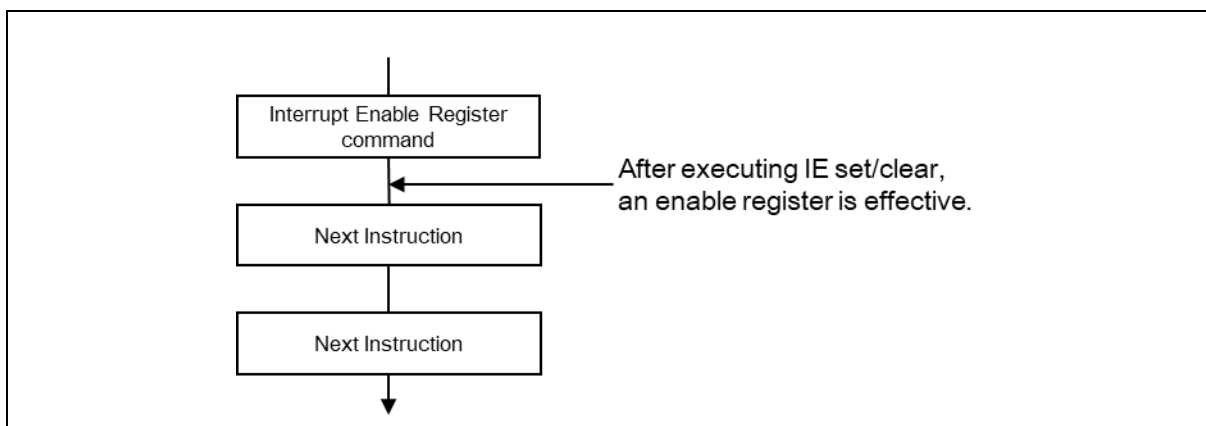 Interrupt Enable Register
command
After executing IE set/clear,
an enable register is effective.
Next Instruction
Next Instruction